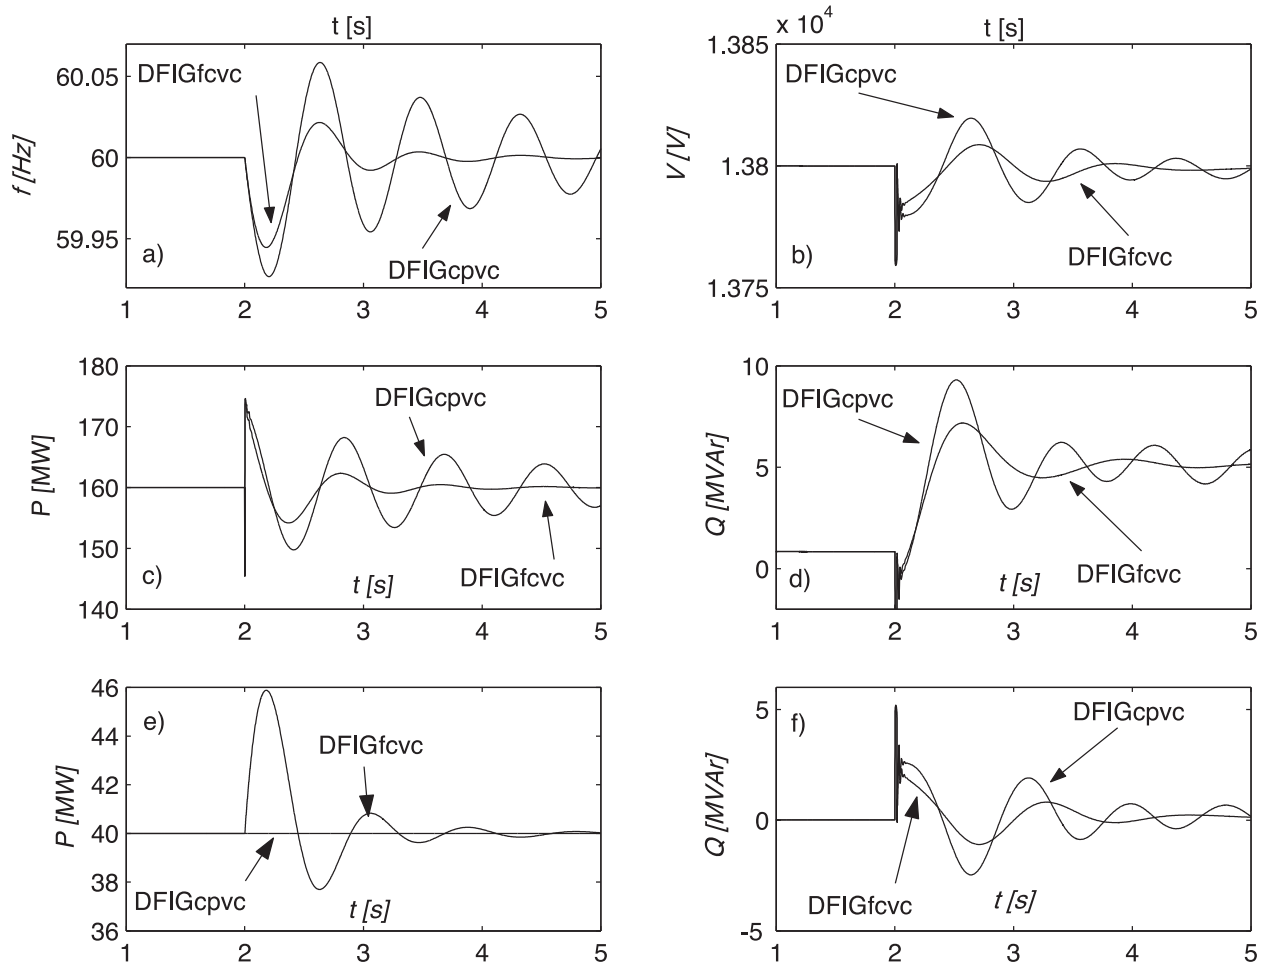 t [s]
60.05
60
59.95
f [Hz]
DFIGfcvc
DFIGcpvc
a)
1 2 3 4 5
x 10^4
t [s]
1.385
1.38
1.375
V [V]
DFIGcpvc
DFIGfcvc
b)
1 2 3 4 5
180
170
160
150
140
P [MW]
DFIGcpvc
DFIGfcvc
c)
t [s]
1 2 3 4 5
10
5
0
Q [MVAr]
DFIGcpvc
DFIGfcvc
d)
t [s]
1 2 3 4 5
46
44
42
40
38
36
P [MW]
e)
DFIGfcvc
DFIGcpvc
t [s]
1 2 3 4 5
5
0
-5
Q [MVAr]
f)
DFIGcpvc
DFIGfcvc
t [s]
1 2 3 4 5